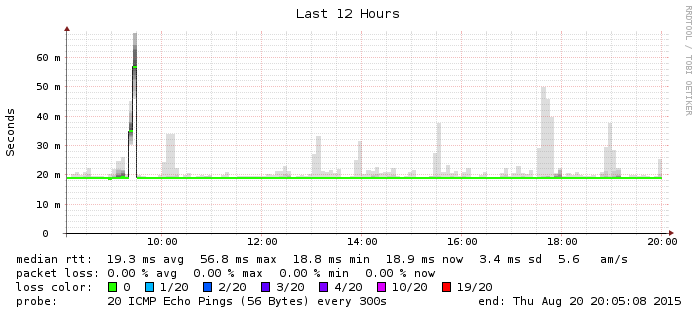 Last 12 Hours
RRDTOOL / TOBI OETIKER
Seconds
60 m
50 m
40 m
30 m
20 m
10 m
0
10:00 12:00 14:00 16:00 18:00 20:00
median rtt: 19.3 ms avg 56.8 ms max 18.8 ms min 18.9 ms now 3.4 ms sd 5.6 am/s
packet loss: 0.00 % avg 0.00 % max 0.00 % min 0.00 % now
loss color: 0 1/20 2/20 3/20 4/20 10/20 19/20
probe: 20 ICMP Echo Pings (56 Bytes) every 300s end: Thu Aug 20 20:05:08 2015